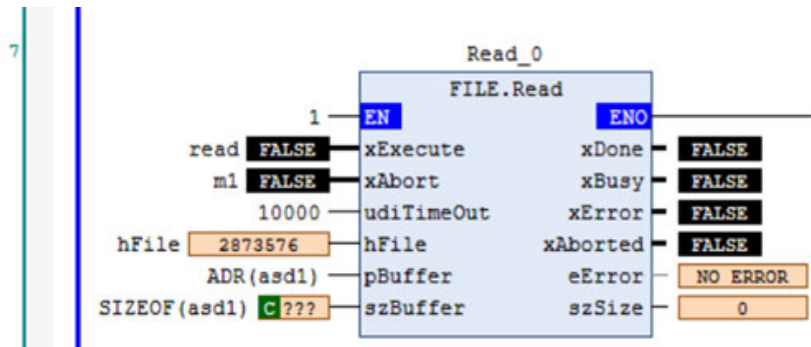 7
Read_0
FILE.Read
1 EN ENO
read FALSE xExecute xDone FALSE
m1 FALSE xAbort xBusy FALSE
10000 udiTimeOut xError FALSE
hFile 2873576 hFile xAborted FALSE
ADR(asd1) pBuffer eError NO ERROR
SIZEOF(asd1) C ??? szBuffer szSize 0